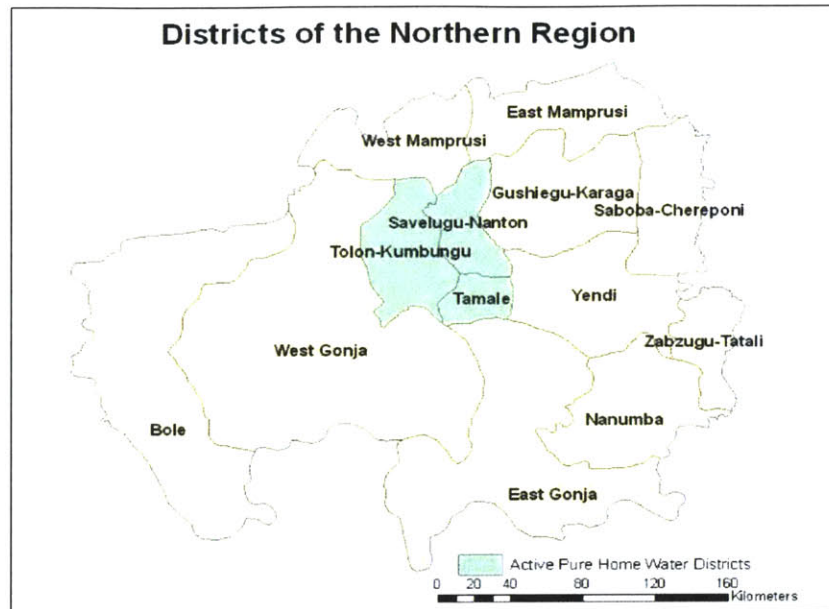 Districts of the Northern Region
East Mamprusi
West Mamprusi
Gushiegu-Karaga
Saboba-Chereponi
Savelugu-Nanton
Tolon-Kumbungu
Tamale
Yendi
Zabzugu-Tatali
West Gonja
Nanumba
Bole
East Gonja
Active Pure Home Water Districts
0 20 40 80 120 160
Kilometers